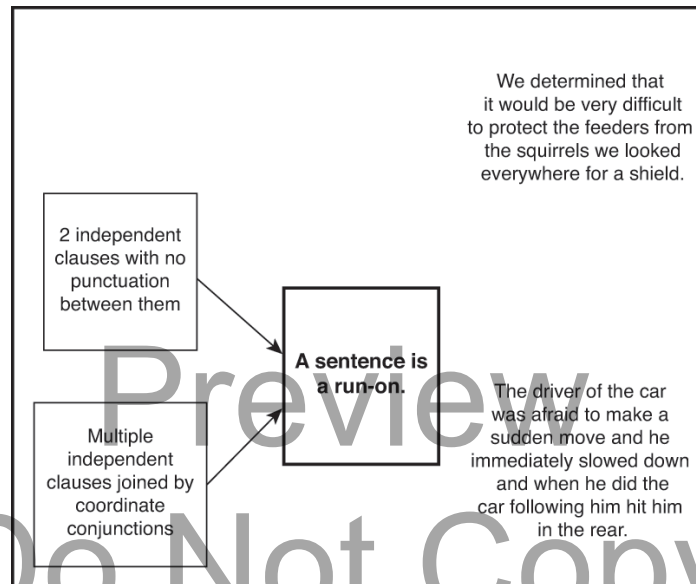 We determined that
it would be very difficult
to protect the feeders from
the squirrels we looked
everywhere for a shield.
2 independent
clauses with no
punctuation
between them
A sentence is
a run-on.
Multiple
independent
clauses joined by
coordinate
conjunctions
The driver of the car
was afraid to make a
sudden move and he
immediately slowed down
and when he did the
car following him hit him
in the rear.
Preview
Do Not Copy